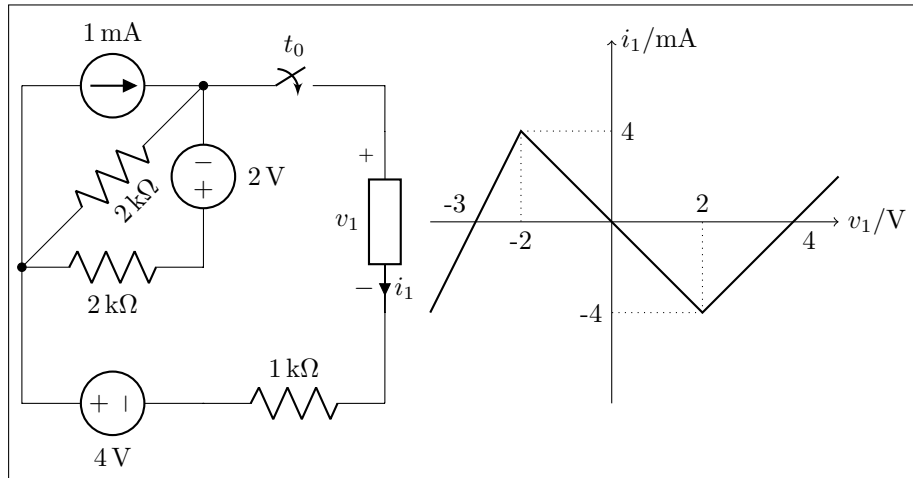 1 mA
t₀
i₁/mA
− + 2 V
2 kΩ
+
v₁
−
i₁
2 kΩ
+ −
4 V
1 kΩ
4
-3
2
v₁/V
-2
4
-4